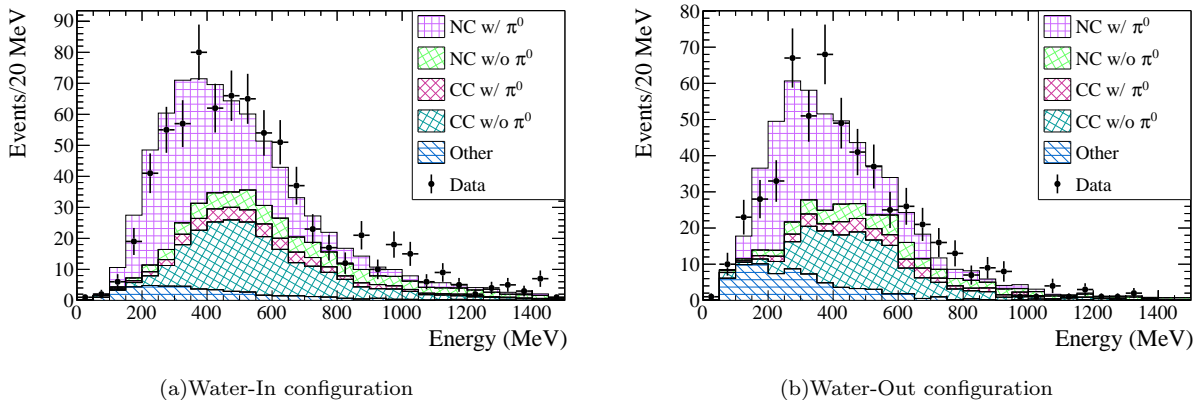 Events/20 MeV
90
80
70
60
50
40
30
20
10
0
0 200 400 600 800 1000 1200 1400
Energy (MeV)
NC w/ π⁰
NC w/o π⁰
CC w/ π⁰
CC w/o π⁰
Other
Data
(a)Water-In configuration
Events/20 MeV
80
70
60
50
40
30
20
10
0
0 200 400 600 800 1000 1200 1400
Energy (MeV)
NC w/ π⁰
NC w/o π⁰
CC w/ π⁰
CC w/o π⁰
Other
Data
(b)Water-Out configuration